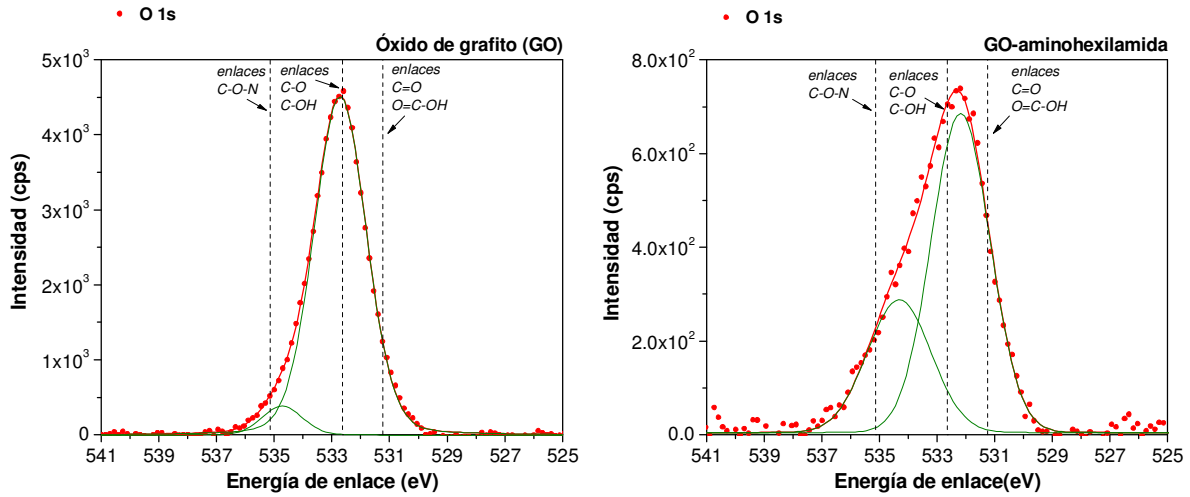 O 1s
Óxido de grafito (GO)
5x10³
4x10³
3x10³
2x10³
1x10³
0
enlaces
C-O-N
enlaces
C-O
C-OH
enlaces
C=O
O=C-OH
Intensidad (cps)
541 539 537 535 533 531 529 527 525
Energía de enlace (eV)
O 1s
GO-aminohexilamida
8.0x10²
6.0x10²
4.0x10²
2.0x10²
0.0
enlaces
C-O-N
enlaces
C-O
C-OH
enlaces
C=O
O=C-OH
Intensidad (cps)
541 539 537 535 533 531 529 527 525
Energía de enlace(eV)